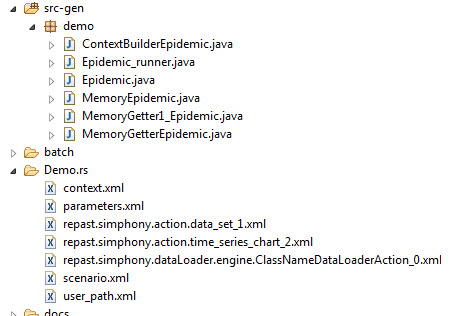 src-gen
demo
ContextBuilderEpidemic.java
Epidemic_runner.java
Epidemic.java
MemoryEpidemic.java
MemoryGetter1_Epidemic.java
MemoryGetterEpidemic.java
batch
Demo.rs
context.xml
parameters.xml
repast.simphony.action.data_set_1.xml
repast.simphony.action.time_series_chart_2.xml
repast.simphony.dataLoader.engine.ClassNameDataLoaderAction_0.xml
scenario.xml
user_path.xml
docs